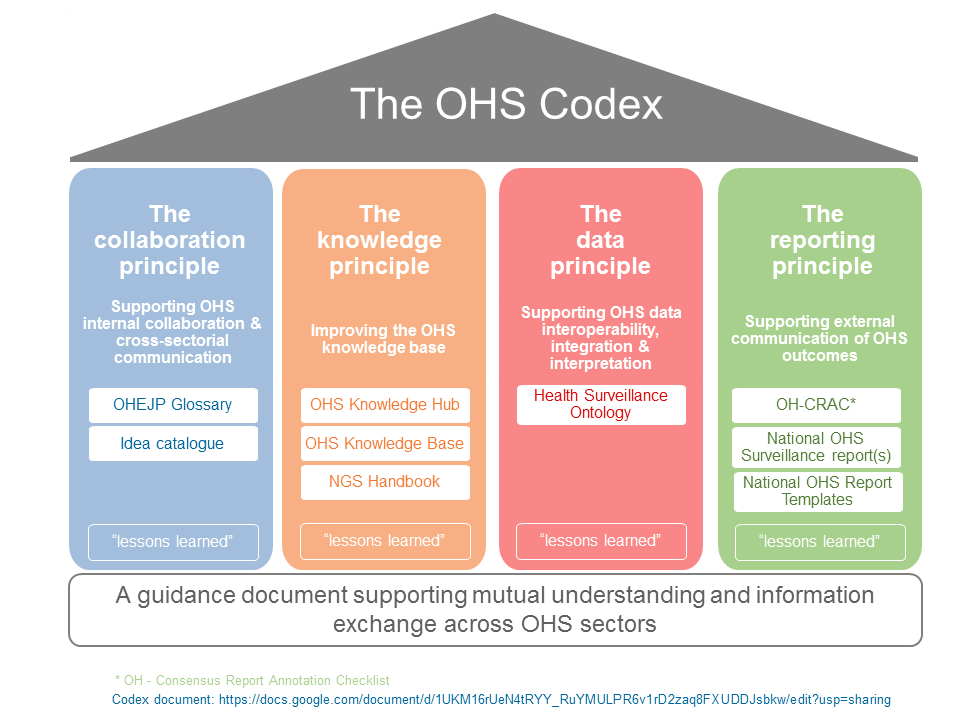 The OHS Codex
The
collaboration
principle
Supporting OHS
internal collaboration &
cross-sectorial
communication
OHEJP Glossary
Idea catalogue
“lessons learned”
The
knowledge
principle
Improving the OHS
knowledge base
OHS Knowledge Hub
OHS Knowledge Base
NGS Handbook
“lessons learned”
The
data
principle
Supporting OHS data
interoperability,
integration &
interpretation
Health Surveillance
Ontology
“lessons learned”
The
reporting
principle
Supporting external
communication of OHS
outcomes
OH-CRAC*
National OHS
Surveillance report(s)
National OHS Report
Templates
“lessons learned”
A guidance document supporting mutual understanding and information
exchange across OHS sectors
* OH - Consensus Report Annotation Checklist
Codex document: https://docs.google.com/document/d/1UKM16rUeN4tRYY_RuYMULPR6v1rD2zaq8FXUDDJsbkw/edit?usp=sharing